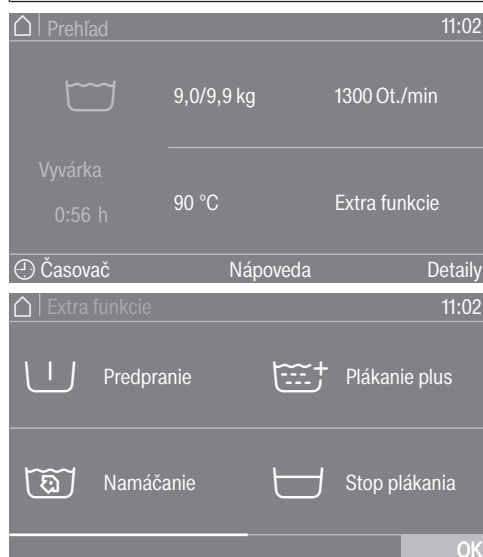 Prehľad 11:02
9,0/9,9 kg 1300 Ot./min
Vyvárka
0:56 h
90 °C Extra funkcie
Časovač Nápoveda Detaily
Extra funkcie 11:02
Predpranie Plákanie plus
Namáčanie Stop plákania
OK